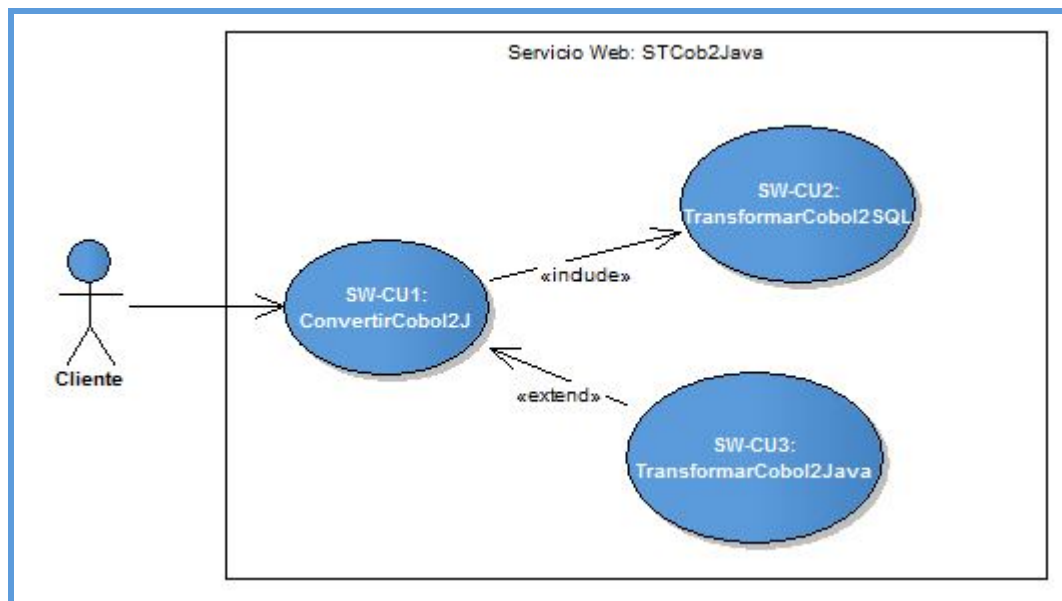 Servicio Web: STCob2Java
SW-CU2:
TransformarCobol2SQL
«include»
SW-CU1:
ConvertirCobol2J
Cliente
«extend»
SW-CU3:
TransformarCobol2Java